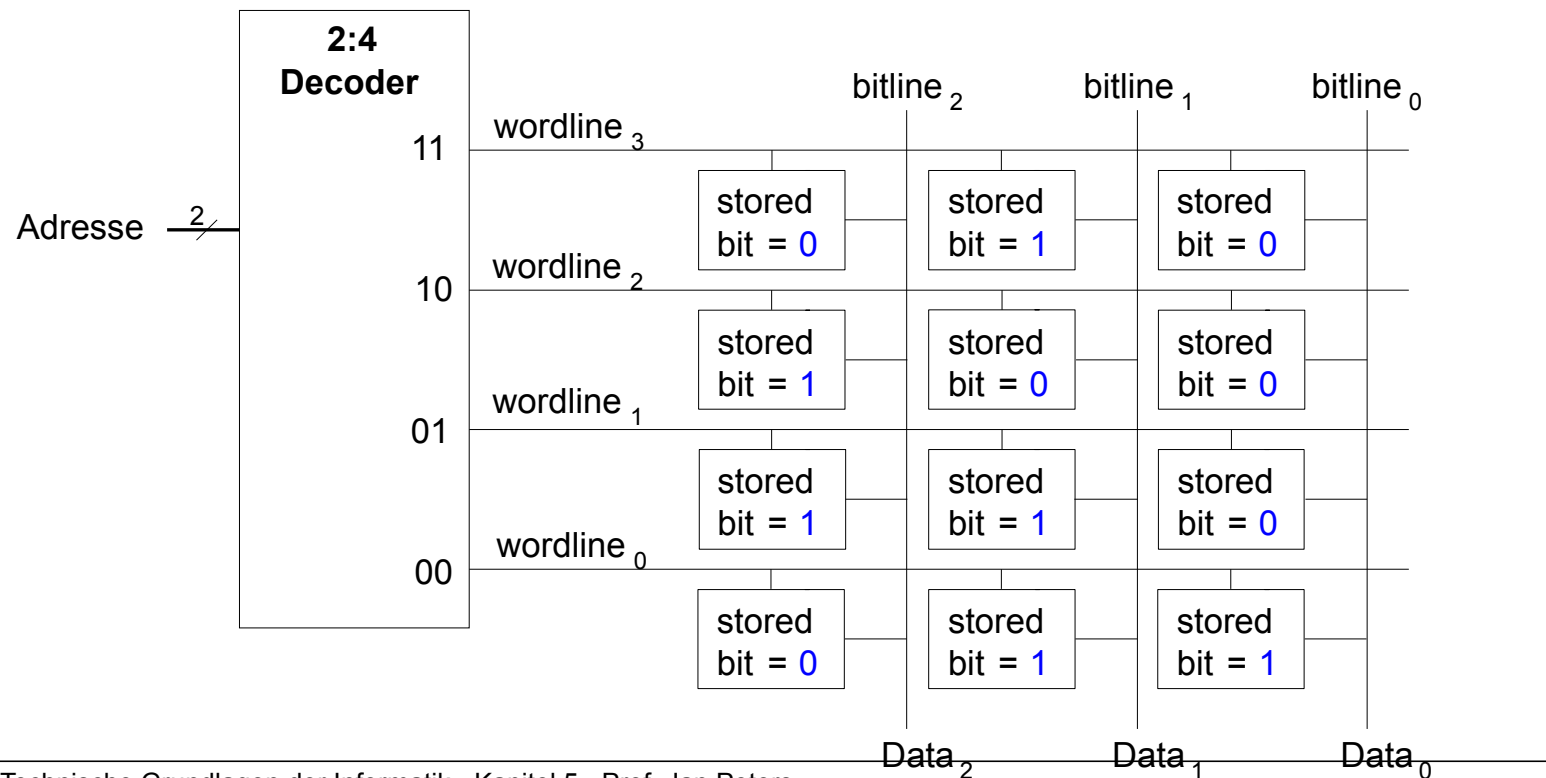 2:4
Decoder
bitline 2
bitline 1
bitline 0
wordline 3
11
stored
bit = 0
stored
bit = 1
stored
bit = 0
Adresse
2
wordline 2
10
stored
bit = 1
stored
bit = 0
stored
bit = 0
wordline 1
01
stored
bit = 1
stored
bit = 1
stored
bit = 0
wordline 0
00
stored
bit = 0
stored
bit = 1
stored
bit = 1
Data 2
Data 1
Data 0
Technische Grundlagen der Informatik - Kapitel 5 - Prof. Jan Peters